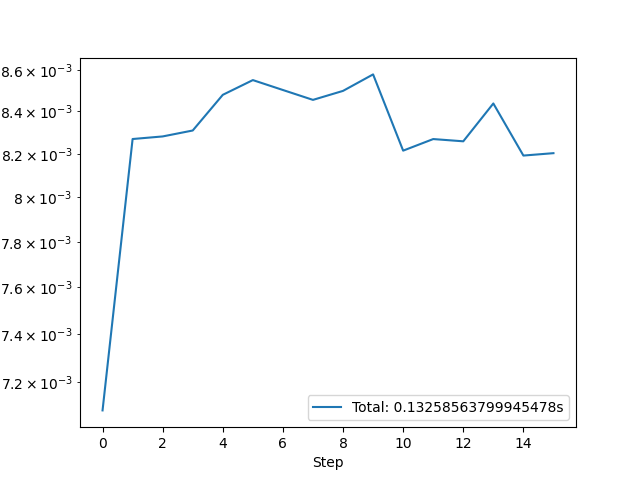 8.6 × 10⁻³
8.4 × 10⁻³
8.2 × 10⁻³
8 × 10⁻³
7.8 × 10⁻³
7.6 × 10⁻³
7.4 × 10⁻³
7.2 × 10⁻³
Total: 0.13258563799945478s
0 2 4 6 8 10 12 14
Step